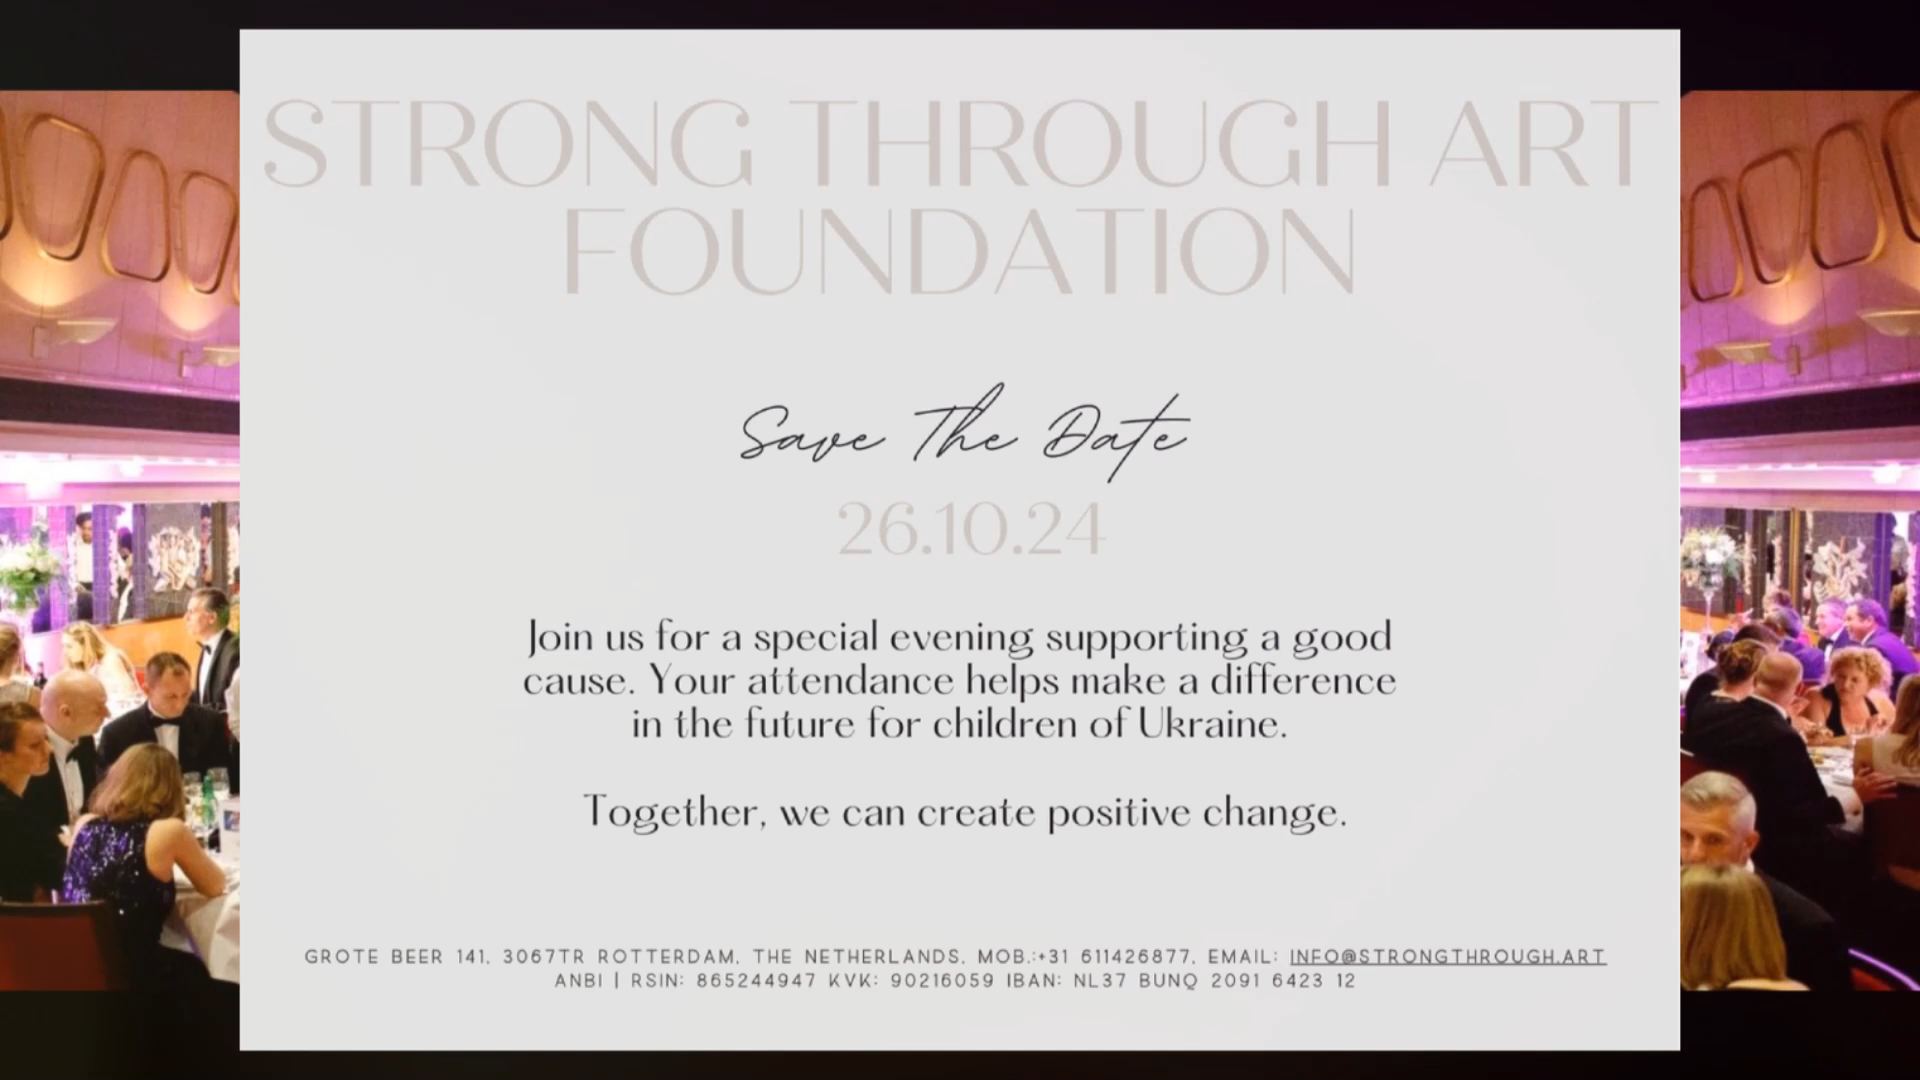 STRONG THROUGH ART
FOUNDATION
Save The Date
26.10.24
Join us for a special evening supporting a good
cause. Your attendance helps make a difference
in the future for children of Ukraine.
Together, we can create positive change.
GROTE BEER 141, 3067TR ROTTERDAM, THE NETHERLANDS, MOB.:+31 611426877, EMAIL: INFO@STRONGTHROUGH.ART
ANBI | RSIN: 865244947 KVK: 90216059 IBAN: NL37 BUNQ 2091 6423 12